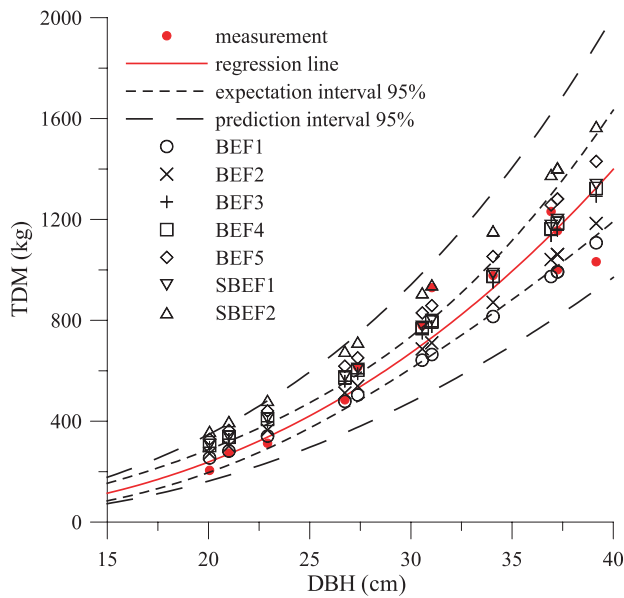 2000
1600
1200
800
400
0
TDM (kg)
measurement
regression line
expectation interval 95%
prediction interval 95%
BEF1
BEF2
BEF3
BEF4
BEF5
SBEF1
SBEF2
15 20 25 30 35 40
DBH (cm)